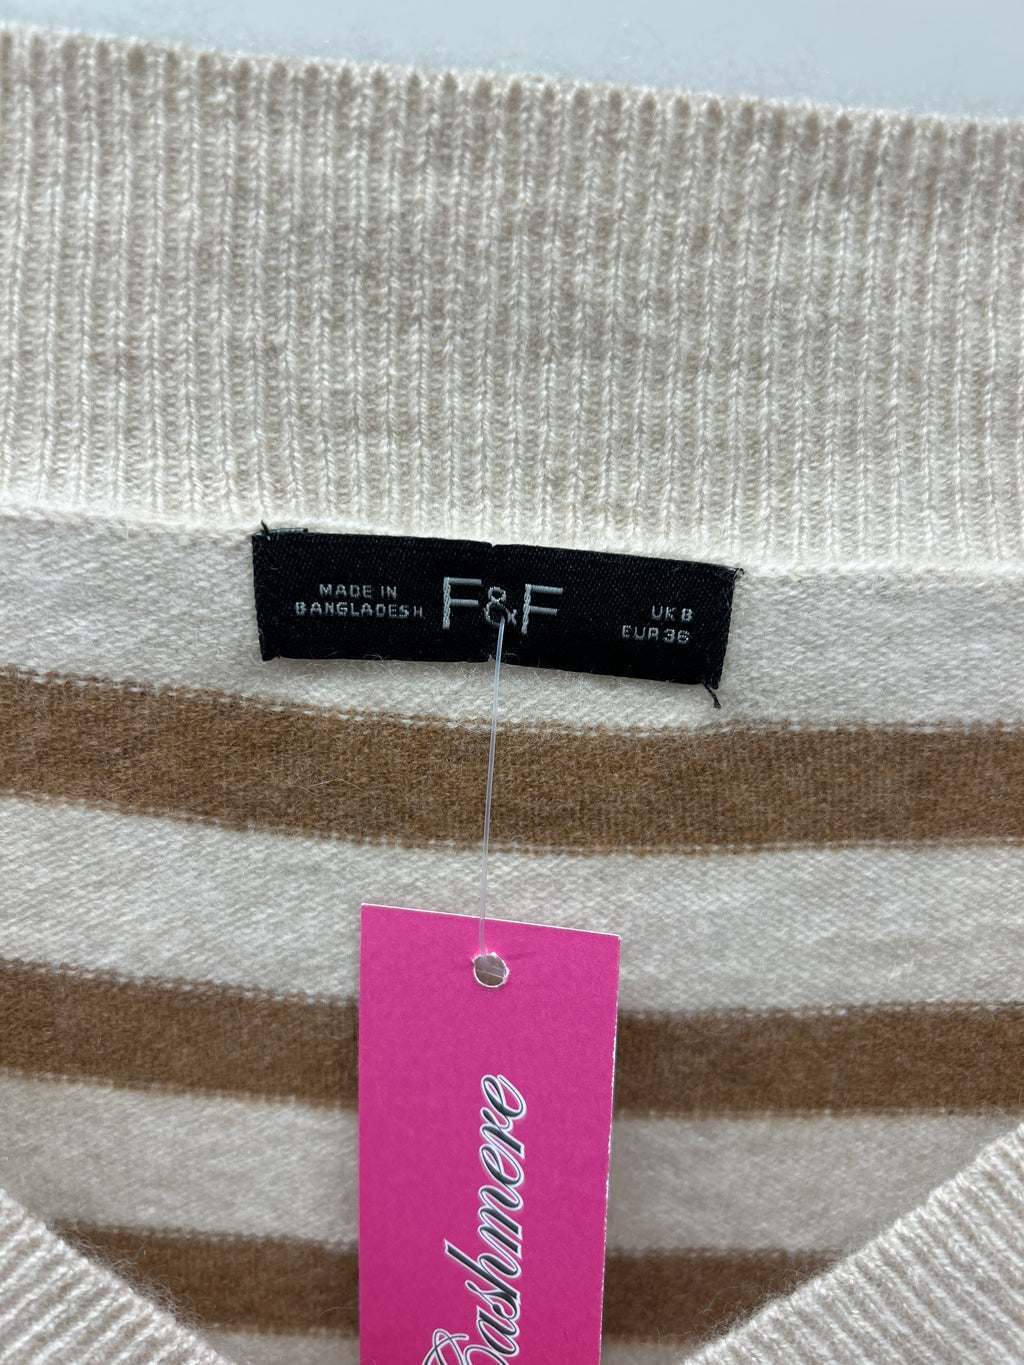 MADE IN
BANGLADESH
F&F
UK 8
EUR 36
Cashmere